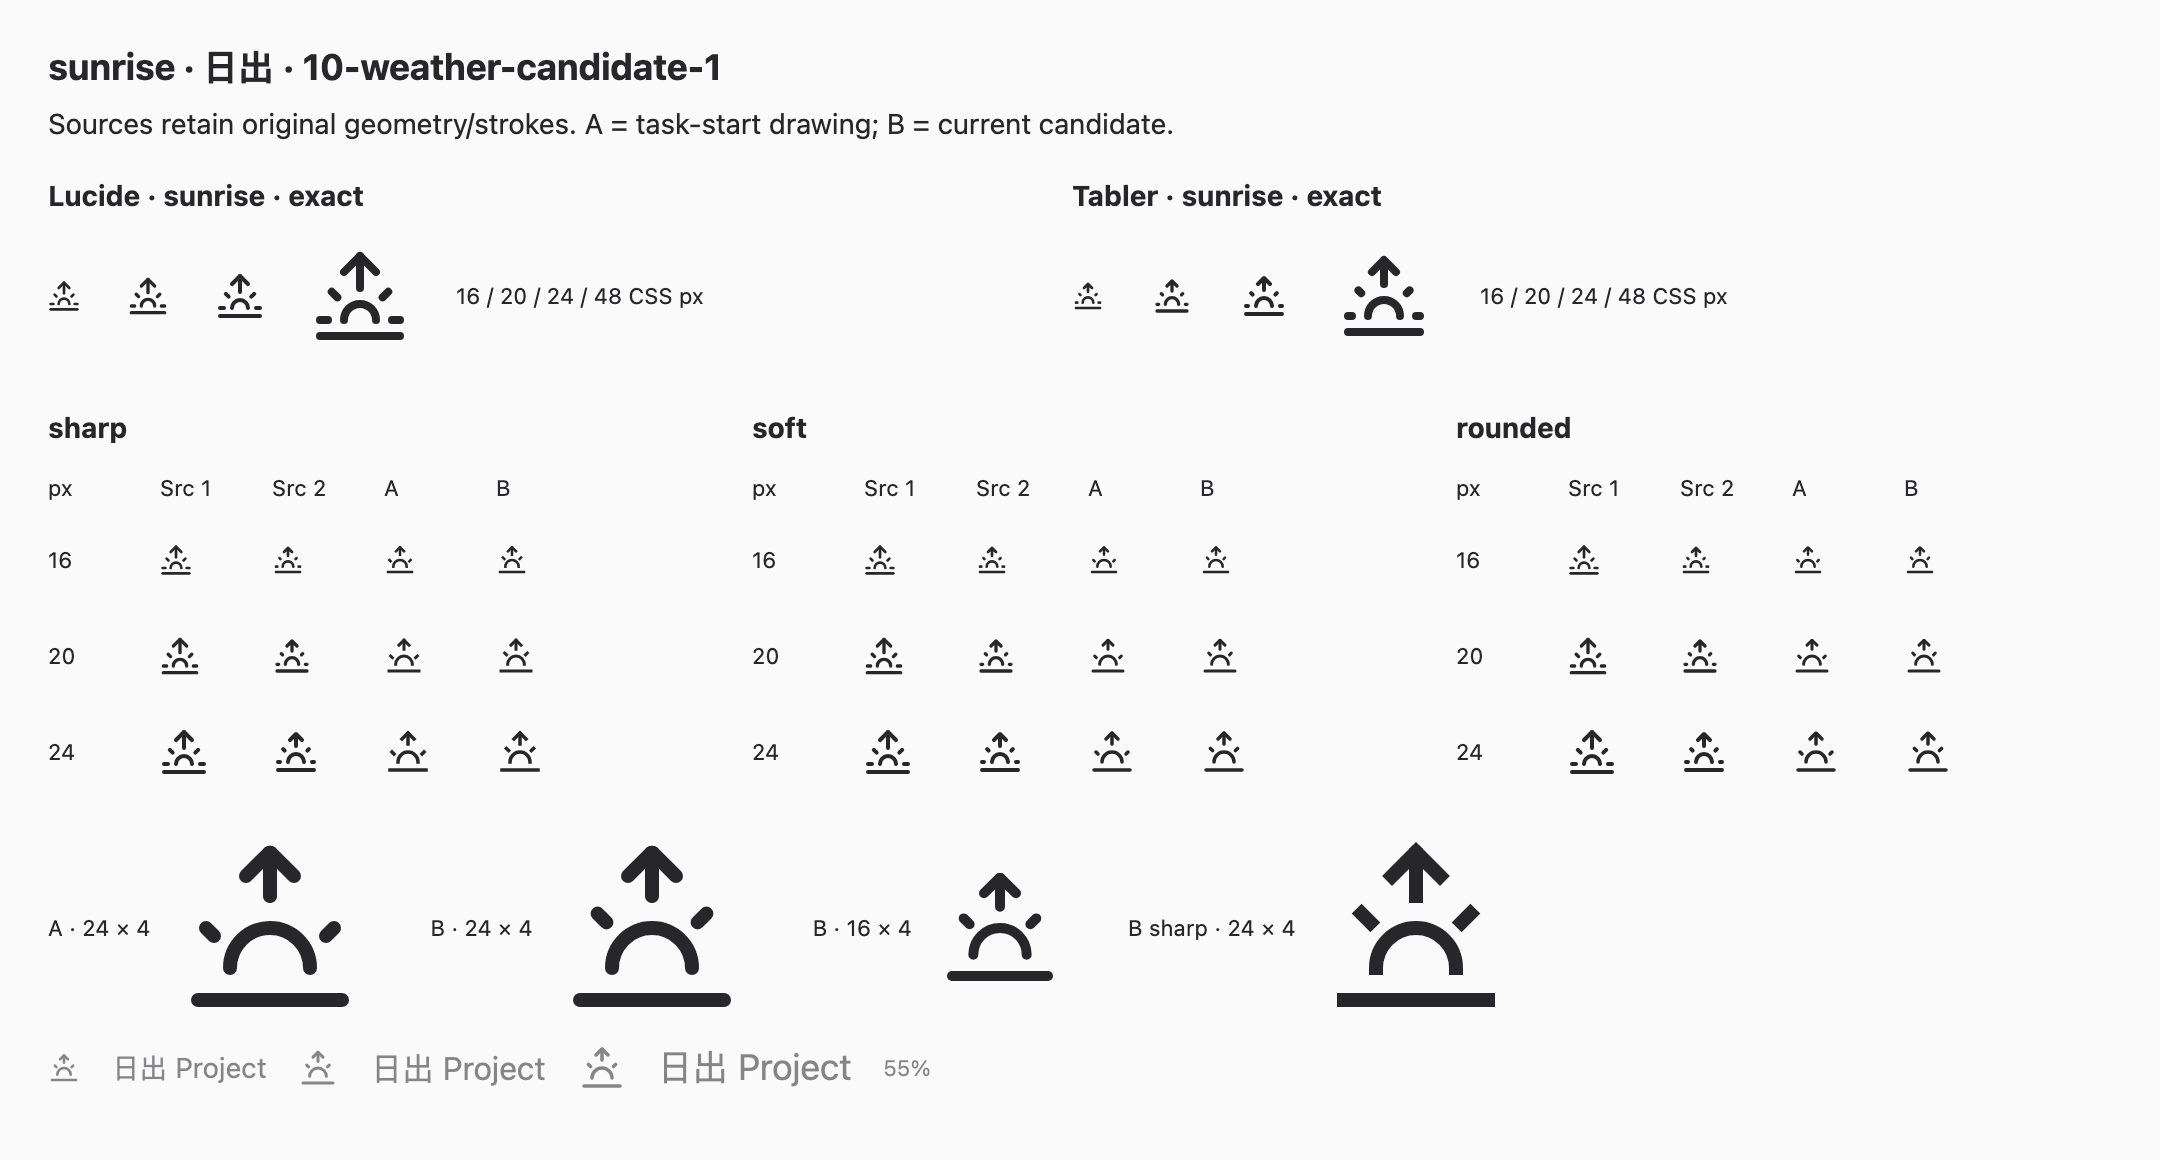 sunrise · 日出 · 10-weather-candidate-1
Sources retain original geometry/strokes. A = task-start drawing; B = current candidate.
Lucide · sunrise · exact
16 / 20 / 24 / 48 CSS px
Tabler · sunrise · exact
16 / 20 / 24 / 48 CSS px
sharp
px Src 1 Src 2 A B
16
20
24
soft
px Src 1 Src 2 A B
16
20
24
rounded
px Src 1 Src 2 A B
16
20
24
A · 24 × 4
B · 24 × 4
B · 16 × 4
B sharp · 24 × 4
日出 Project
日出 Project
日出 Project
55%